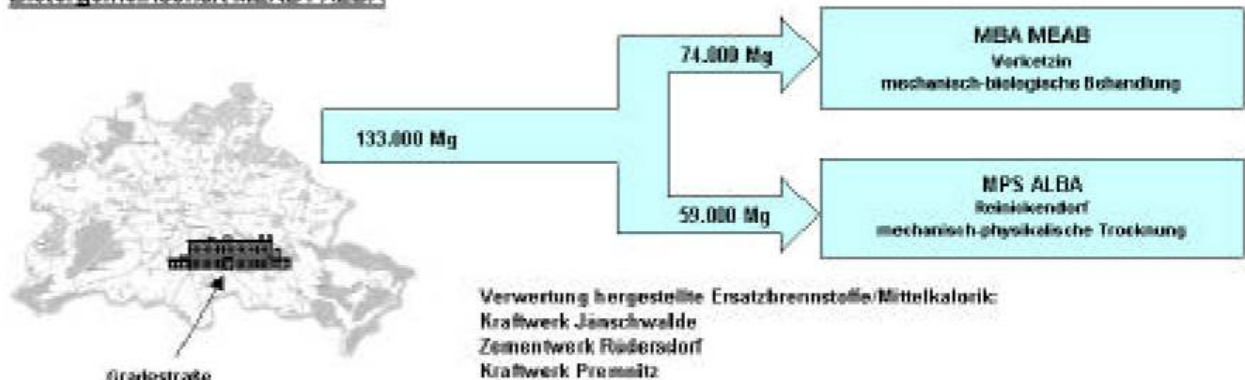 133.000 Mg
74.000 Mg
MBA MEAB
Vorketzin
mechanisch-biologische Behandlung
59.000 Mg
MPS ALBA
Reinickendorf
mechanisch-physikalische Trocknung
Gradestraße
Verwertung hergestellte Ersatzbrennstoffe/Mittelkalorik:
Kraftwerk Jänschwalde
Zementwerk Rüdersdorf
Kraftwerk Premnitz